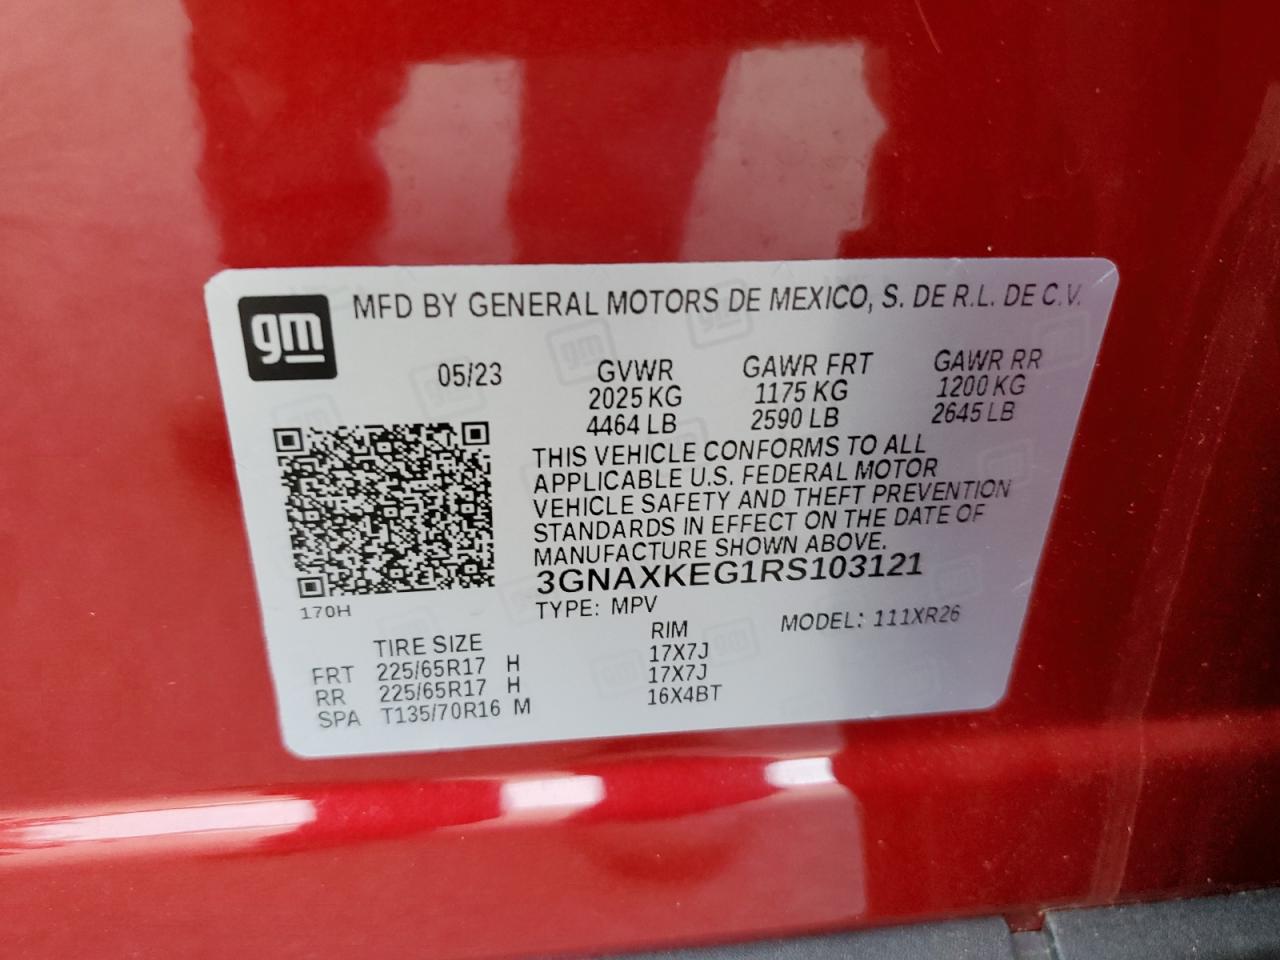 gm
MFD BY GENERAL MOTORS DE MEXICO, S. DE R.L. DE C.V.
05/23
GVWR
2025 KG
4464 LB
GAWR FRT
1175 KG
2590 LB
GAWR RR
1200 KG
2645 LB
THIS VEHICLE CONFORMS TO ALL
APPLICABLE U.S. FEDERAL MOTOR
VEHICLE SAFETY AND THEFT PREVENTION
STANDARDS IN EFFECT ON THE DATE OF
MANUFACTURE SHOWN ABOVE.
3GNAXKEG1RS103121
170H
TYPE: MPV
MODEL: 111XR26
TIRE SIZE RIM
FRT 225/65R17 H 17X7J
RR 225/65R17 H 17X7J
SPA T135/70R16 M 16X4BT